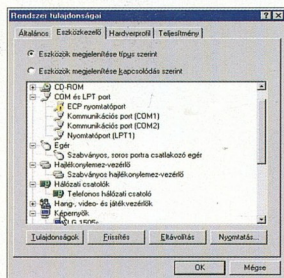 Rendszer tulajdonságai
Általános Eszközkezelő Hardverprofil Teljesítmény
Eszközök megjelenítése típus szerint
Eszközök megjelenítése kapcsolódás szerint
CD-ROM
COM és LPT port
ECP nyomtatóport
Kommunikációs port (COM1)
Kommunikációs port (COM2)
Nyomtatóport (LPT1)
Egér
Szabványos, soros portra csatlakozó egér
Hajlékonylemez-vezérlő
Szabványos hajlékonylemez-vezérlő
Hálózati csatolók
Telefonos hálózati csatoló
Hang-, video- és játékvezérlők
Képernyők
Tulajdonságok Frissítés Eltávolítás Nyomtatás...
OK Mégse